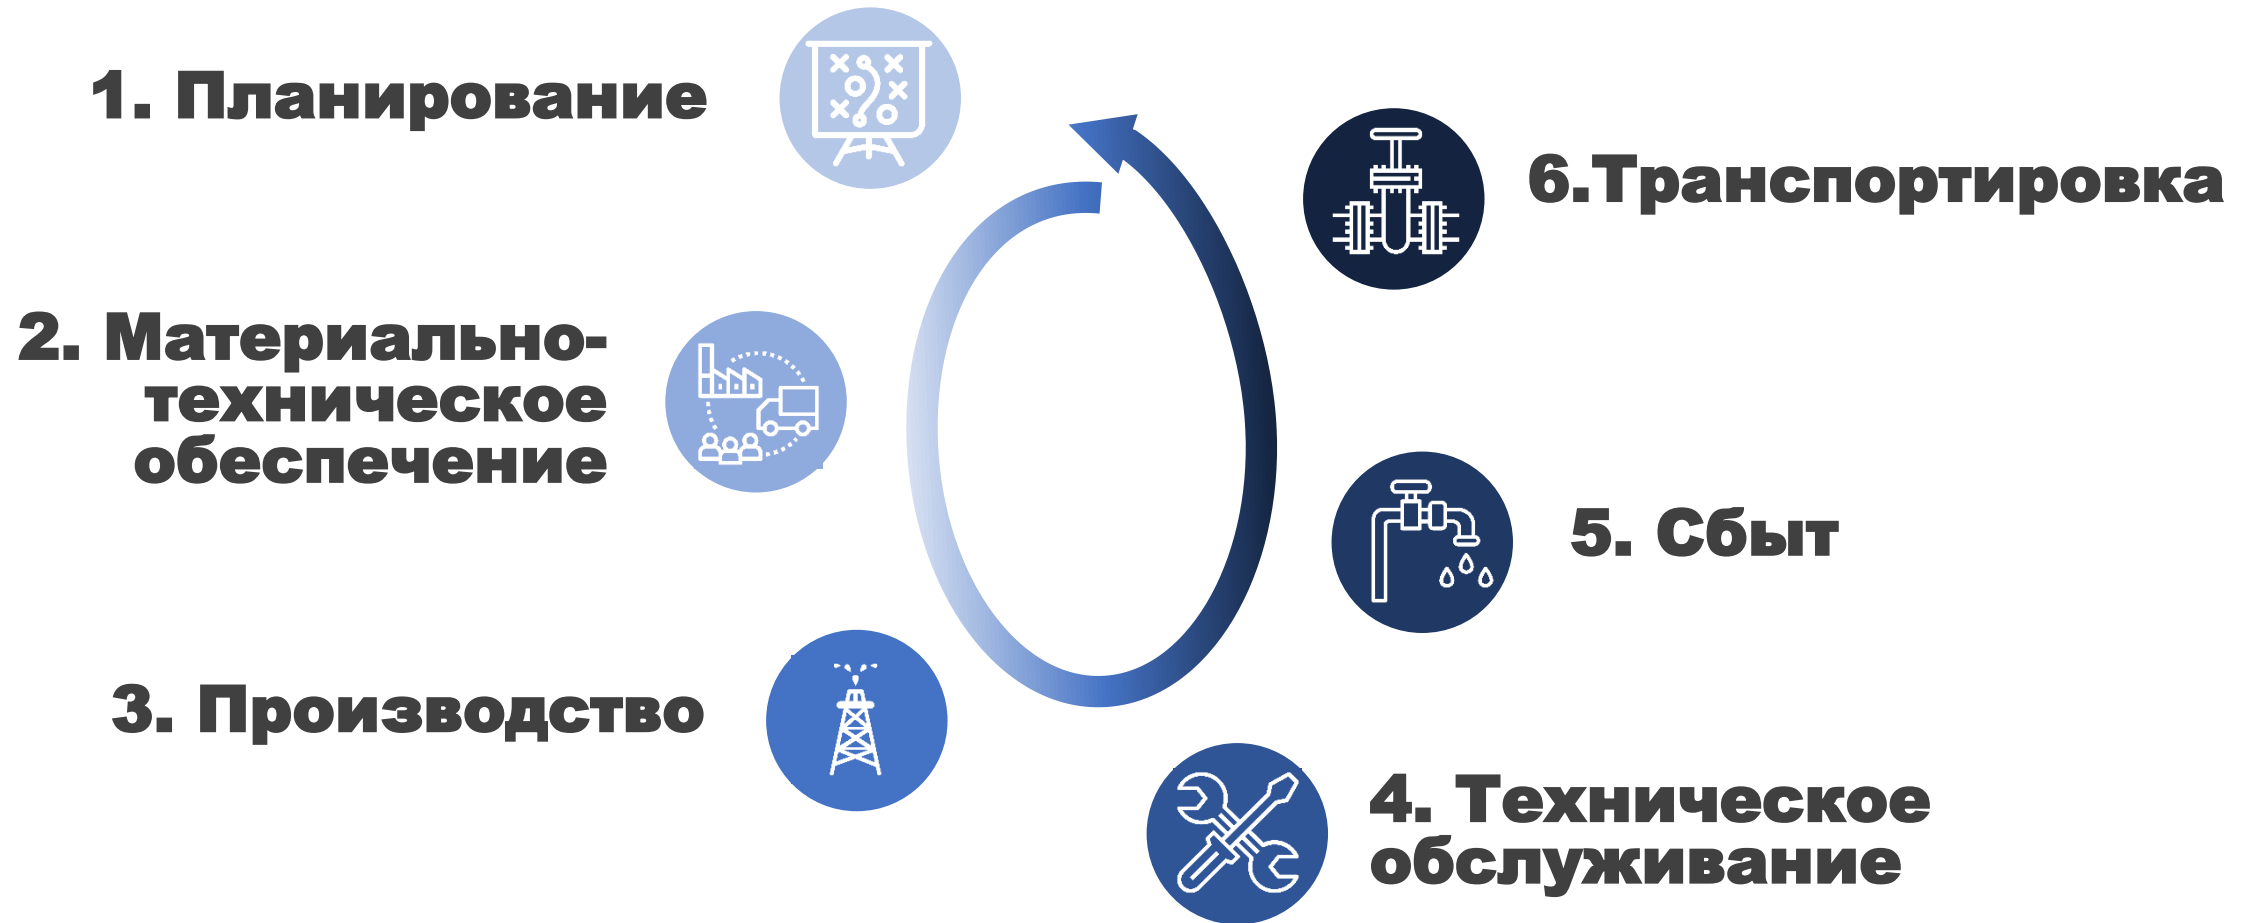 1. Планирование
2. Материально-
техническое
обеспечение
3. Производство
4. Техническое
обслуживание
5. Сбыт
6.Транспортировка